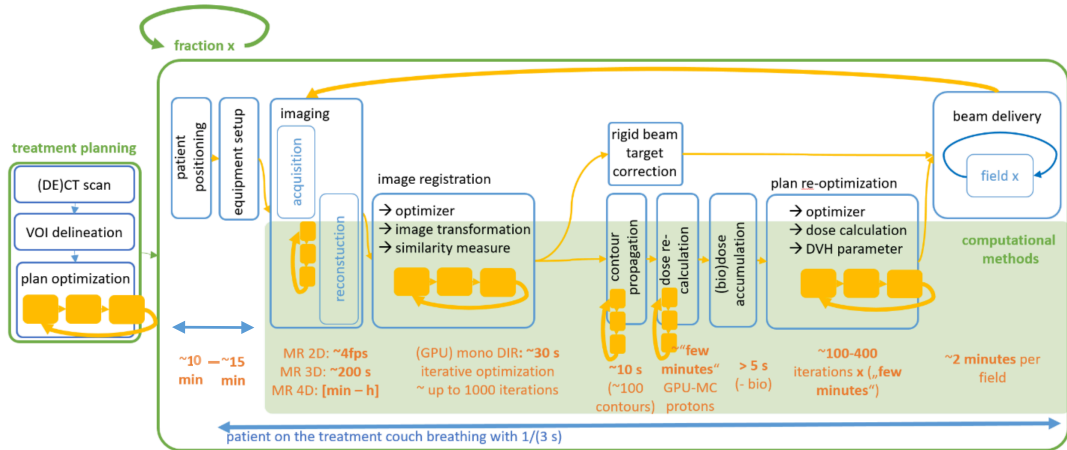 fraction x
treatment planning
(DE)CT scan
VOI delineation
plan optimization
patient
positioning
equipment setup
imaging
acquisition
reconstuction
image registration
→ optimizer
→ image transformation
→ similarity measure
rigid beam
target
correction
contour
propagation
dose re-
calculation
(bio)dose
accumulation
plan re-optimization
→ optimizer
→ dose calculation
→ DVH parameter
beam delivery
field x
computational
methods
~10 — ~15
min min
MR 2D: ~4fps
MR 3D: ~200 s
MR 4D: [min – h]
(GPU) mono DIR: ~30 s
iterative optimization
~ up to 1000 iterations
~10 s
(~100
contours)
~“few
minutes“
GPU-MC
protons
> 5 s
(- bio)
~100-400
iterations x („few
minutes“)
~2 minutes per
field
patient on the treatment couch breathing with 1/(3 s)